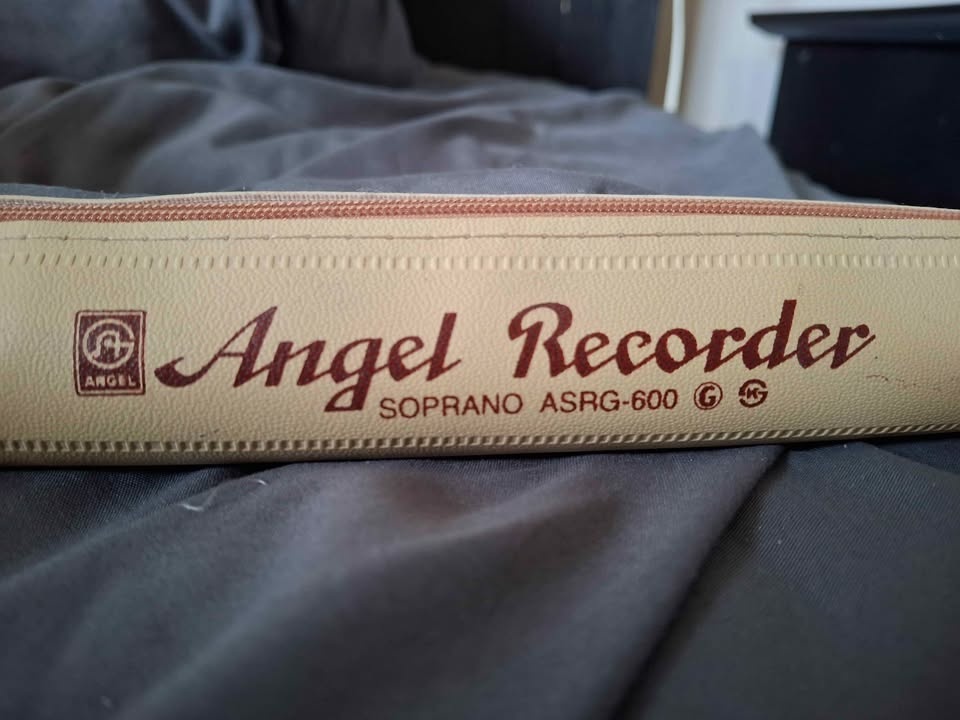 ANGEL
Angel Recorder
SOPRANO ASRG-600 G K